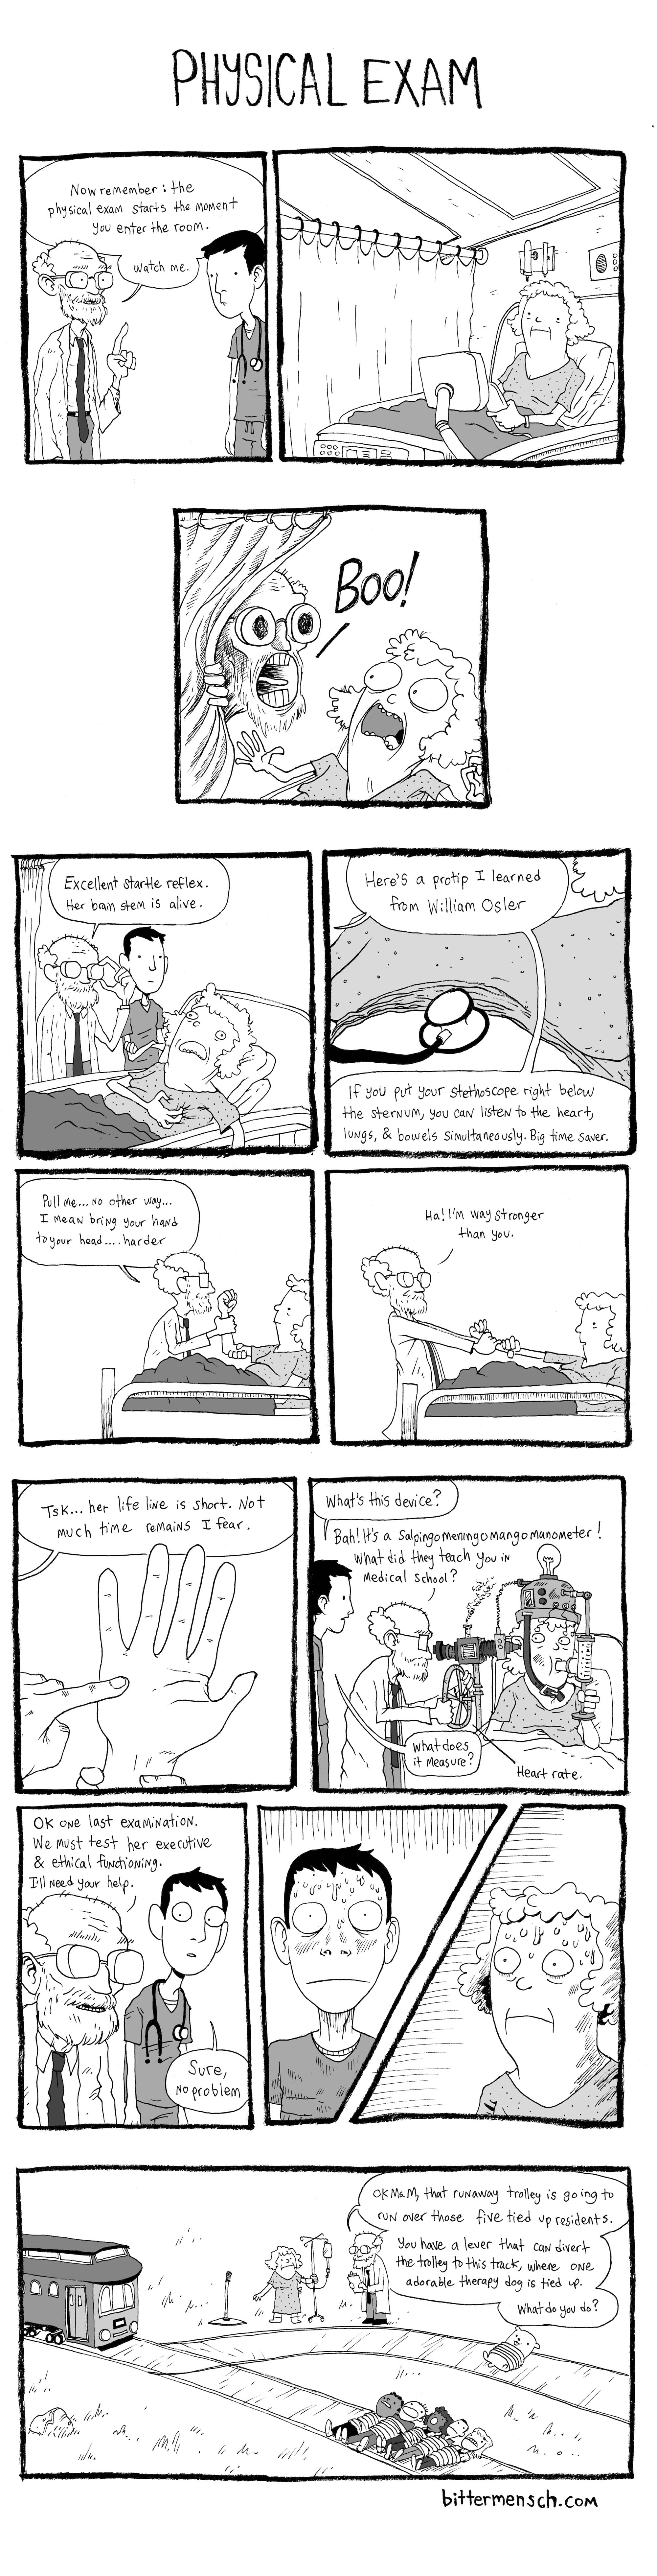 PHYSICAL EXAM
Now remember: the
physical exam starts the moment
you enter the room.
Watch me.
Boo!
Excellent startle reflex.
Her brain stem is alive.
Here's a protip I learned
from William Osler
If you put your stethoscope right below
the sternum, you can listen to the heart,
lungs, & bowels simultaneously. Big time saver.
Pull me... no other way...
I mean bring your hand
to your head.... harder
Ha! I'm way stronger
than you.
Tsk... her life line is short. Not
much time remains I fear.
What's this device?
Bah! It's a salpingomeningomangomanometer!
What did they teach you in
Medical School?
What does
it measure?
Heart rate.
OK one last examination.
We must test her executive
& ethical functioning.
I'll need your help.
Sure,
no problem
OK Ma'M, that runaway trolley is going to
run over those five tied up residents.
You have a lever that can divert
the trolley to this track, where one
adorable therapy dog is tied up.
What do you do?
bittermensch.com